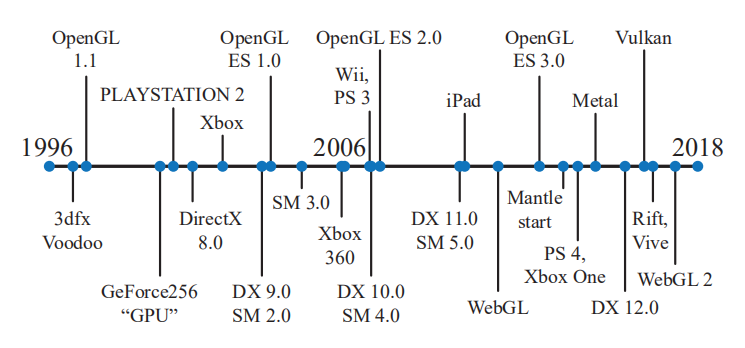 OpenGL
1.1
OpenGL
ES 1.0
OpenGL ES 2.0
OpenGL
ES 3.0
Vulkan
PLAYSTATION 2
Xbox
Wii,
PS 3
iPad
Metal
1996
2006
2018
3dfx
Voodoo
DirectX
8.0
SM 3.0
Xbox
360
DX 11.0
SM 5.0
Mantle
start
PS 4,
Xbox One
Rift,
Vive
WebGL 2
GeForce256
“GPU”
DX 9.0
SM 2.0
DX 10.0
SM 4.0
WebGL
DX 12.0